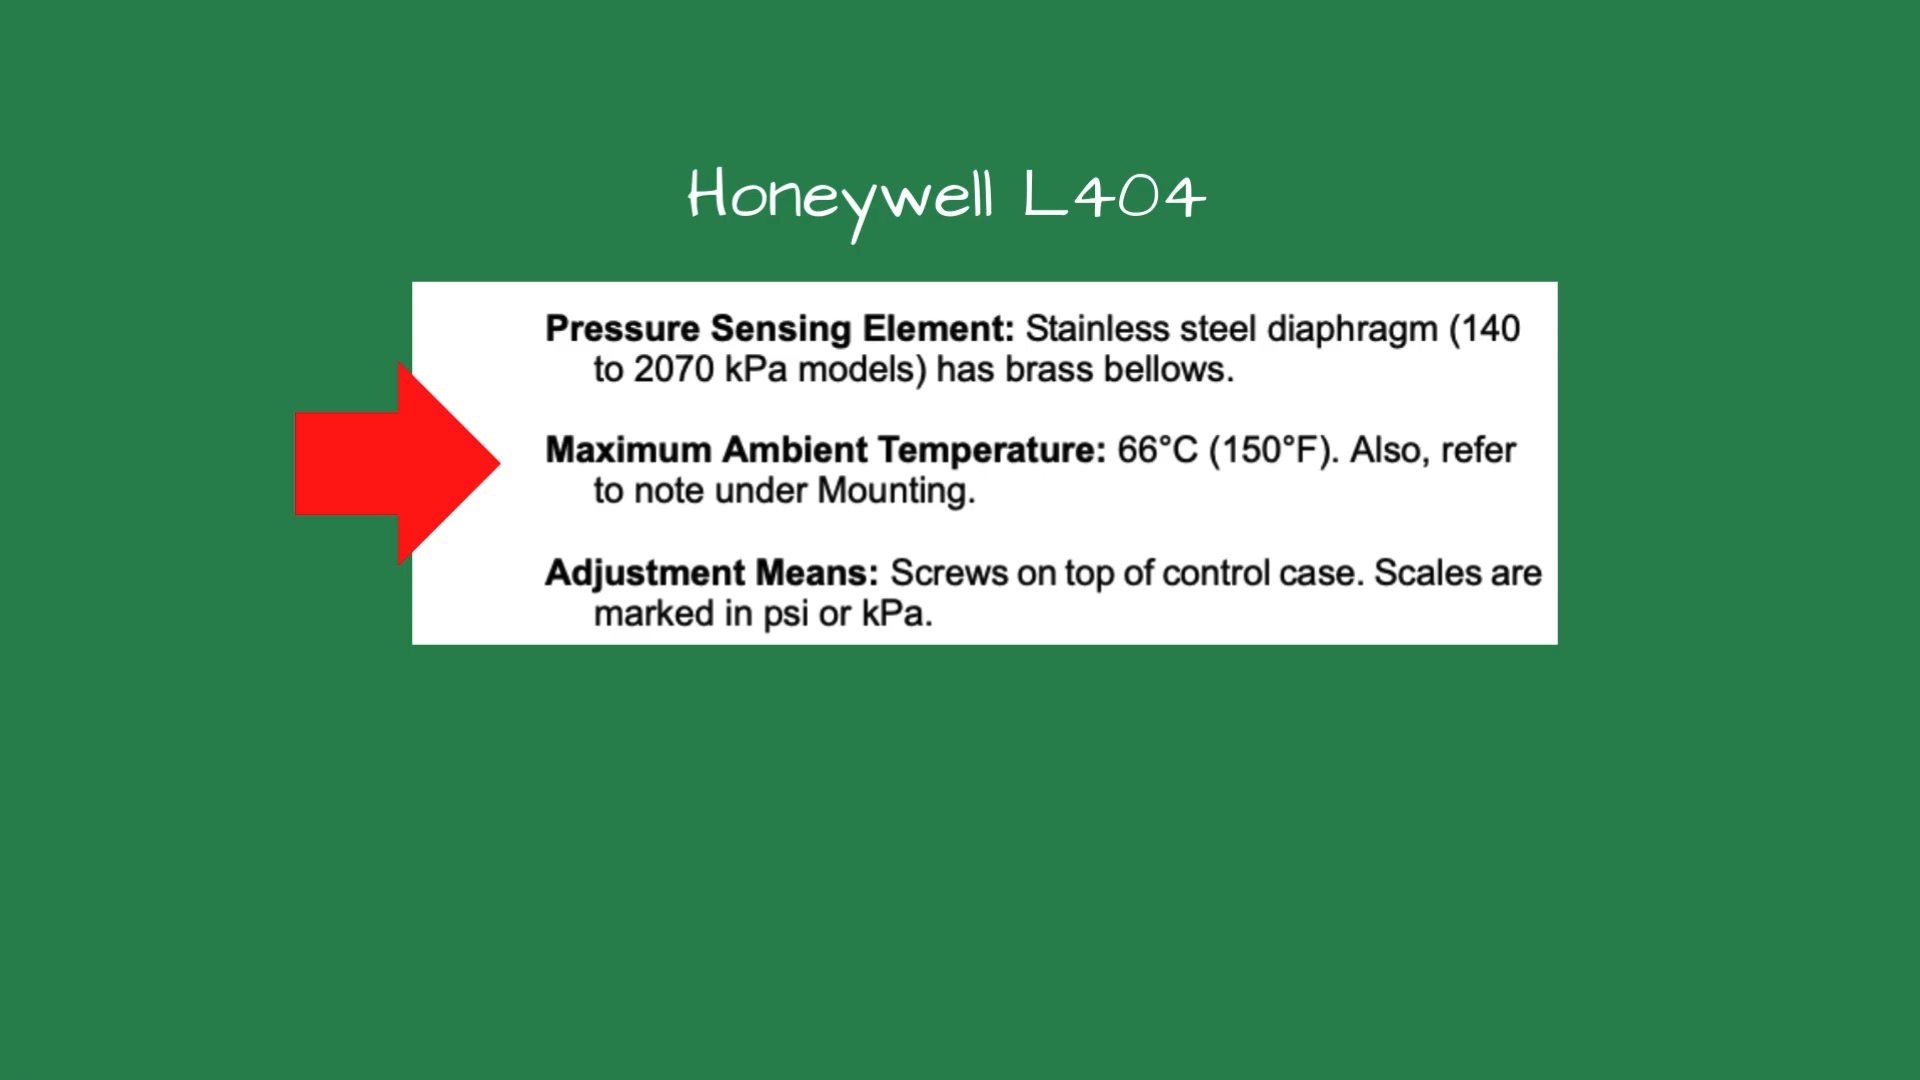 Honeywell L404
Pressure Sensing Element: Stainless steel diaphragm (140
to 2070 kPa models) has brass bellows.
Maximum Ambient Temperature: 66°C (150°F). Also, refer
to note under Mounting.
Adjustment Means: Screws on top of control case. Scales are
marked in psi or kPa.